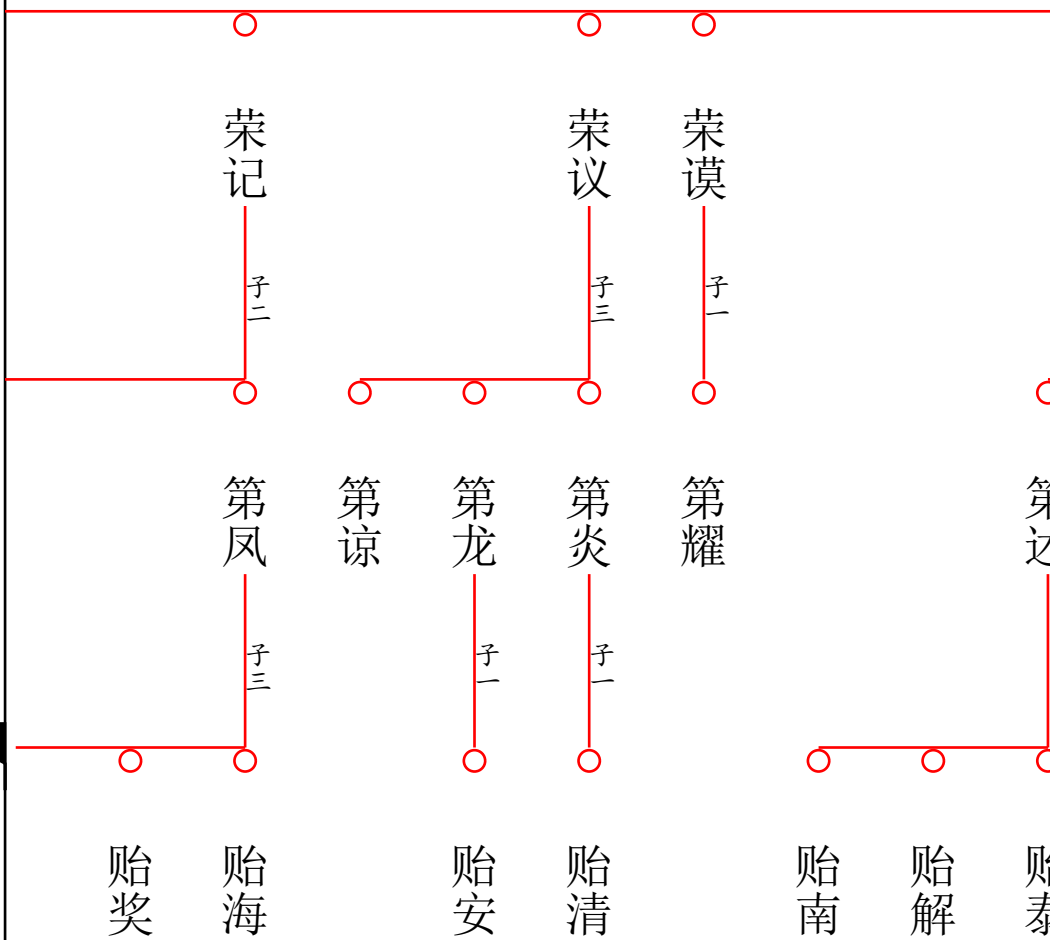 荣谟
荣议
荣记
子一
子三
子二
第耀
第炎
第龙
第谅
第凤
子一
子一
子三
贻解
贻南
贻清
贻安
贻海
贻奖